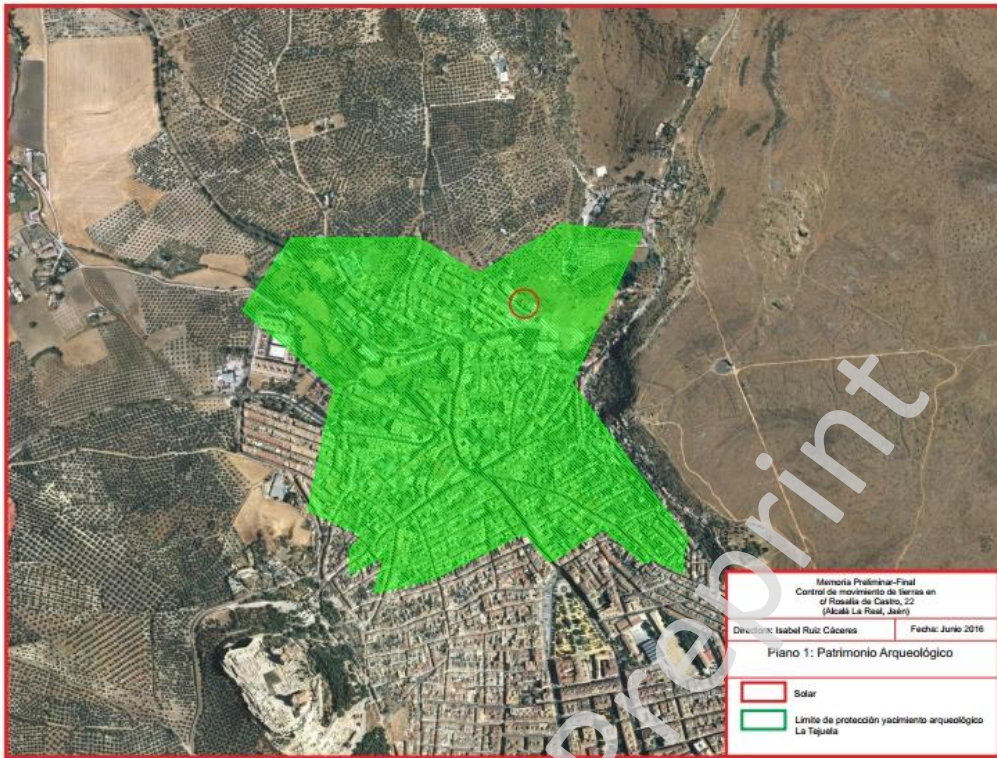 Preprint
Memoria Preliminar-Final
Control de movimiento de tierras en
c/ Rosalía de Castro, 22
(Alcalá La Real, Jaén)
Directora: Isabel Ruiz Cáceres
Fecha: Junio 2016
Plano 1: Patrimonio Arqueológico
Solar
Límite de protección yacimiento arqueológico
La Tejuela